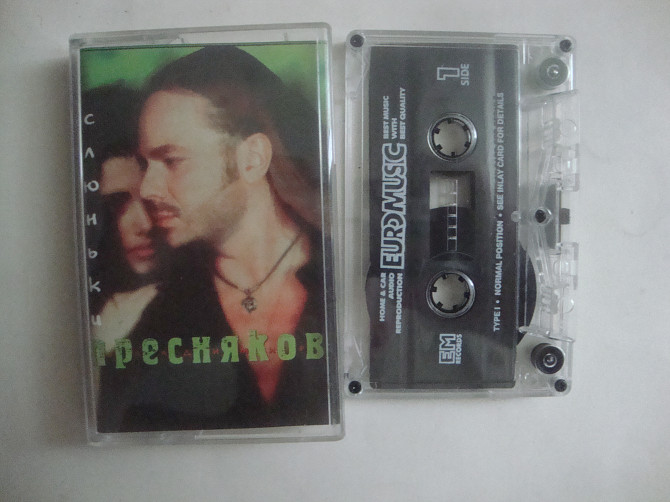 слоньки
пресняков
SIDE 1
BEST MUSIC
WITH
BEST QUALITY
EUROMUSIC
HOME & CAR
AUDIO
REPRODUCTION
EM
RECORDS
TYPE I • NORMAL POSITION • SEE INLAY CARD FOR DETAILS